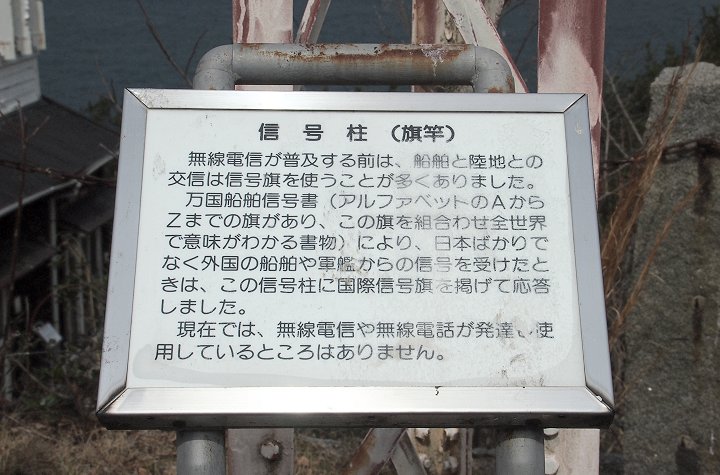 信号柱（旗竿）
無線電信が普及する前は、船舶と陸地との
交信は信号旗を使うことが多くありました。
万国船舶信号書（アルファベットのAから
Zまでの旗があり、この旗を組合わせ全世界
で意味がわかる書物）により、日本ばかりで
なく外国の船舶や軍艦からの信号を受けたと
きは、この信号柱に国際信号旗を掲げて応答
しました。
現在では、無線電信や無線電話が発達し使
用しているところはありません。